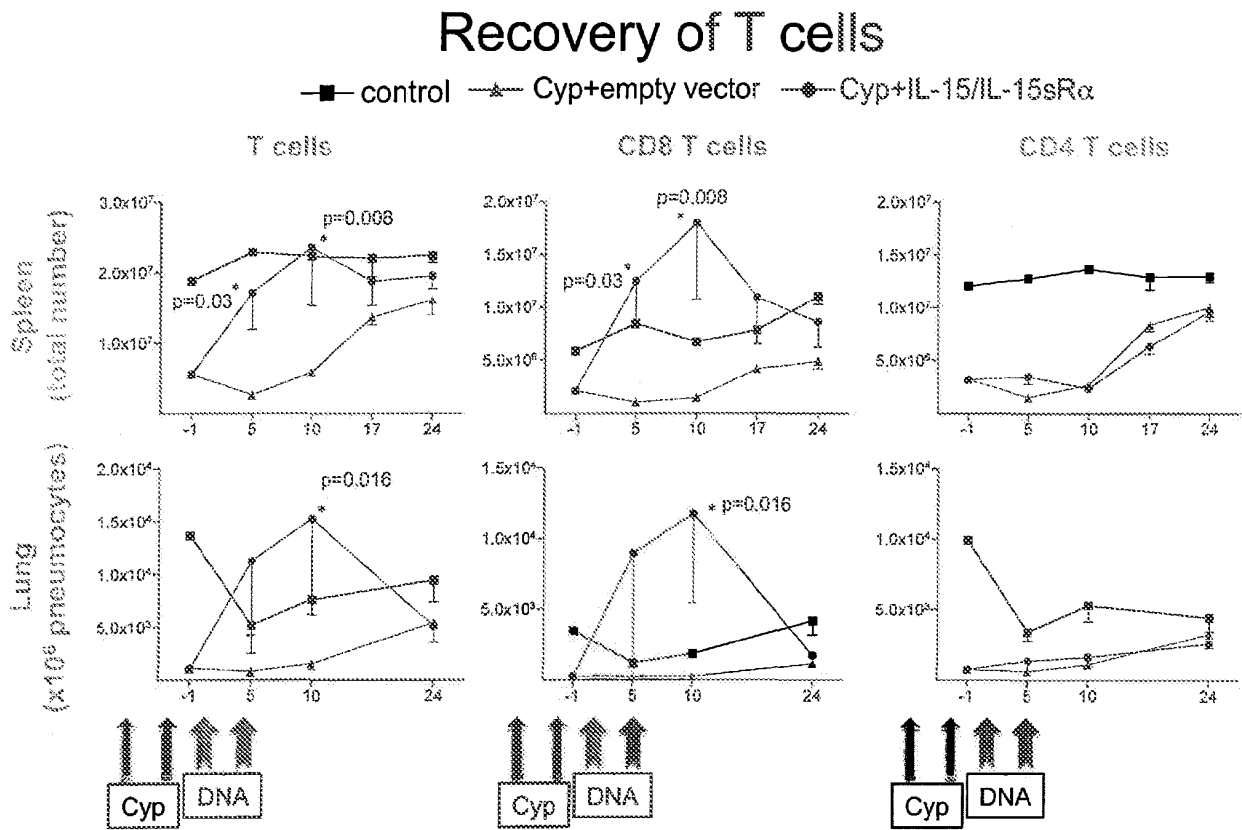 Recovery of T cells
control Cyp+empty vector Cyp+IL-15/IL-15sRα
T cells CD8 T cells CD4 T cells
Spleen
(total number)
3.0x10⁷
2.0x10⁷
1.0x10⁷
p=0.03*
* p=0.008
-1 5 10 17 24
2.0x10⁷
1.5x10⁷
1.0x10⁷
5.0x10⁶
p=0.03*
p=0.008
*
-1 5 10 17 24
2.0x10⁷
1.5x10⁷
1.0x10⁷
5.0x10⁶
-1 5 10 17 24
Lung
(x10⁶ pneumocytes)
2.0x10⁴
1.5x10⁴
1.0x10⁴
5.0x10³
p=0.016
*
-1 5 10 24
1.5x10⁴
1.0x10⁴
5.0x10³
* p=0.016
-1 5 10 24
1.5x10⁴
1.0x10⁴
5.0x10³
-1 5 10 24
Cyp DNA
Cyp DNA
Cyp DNA